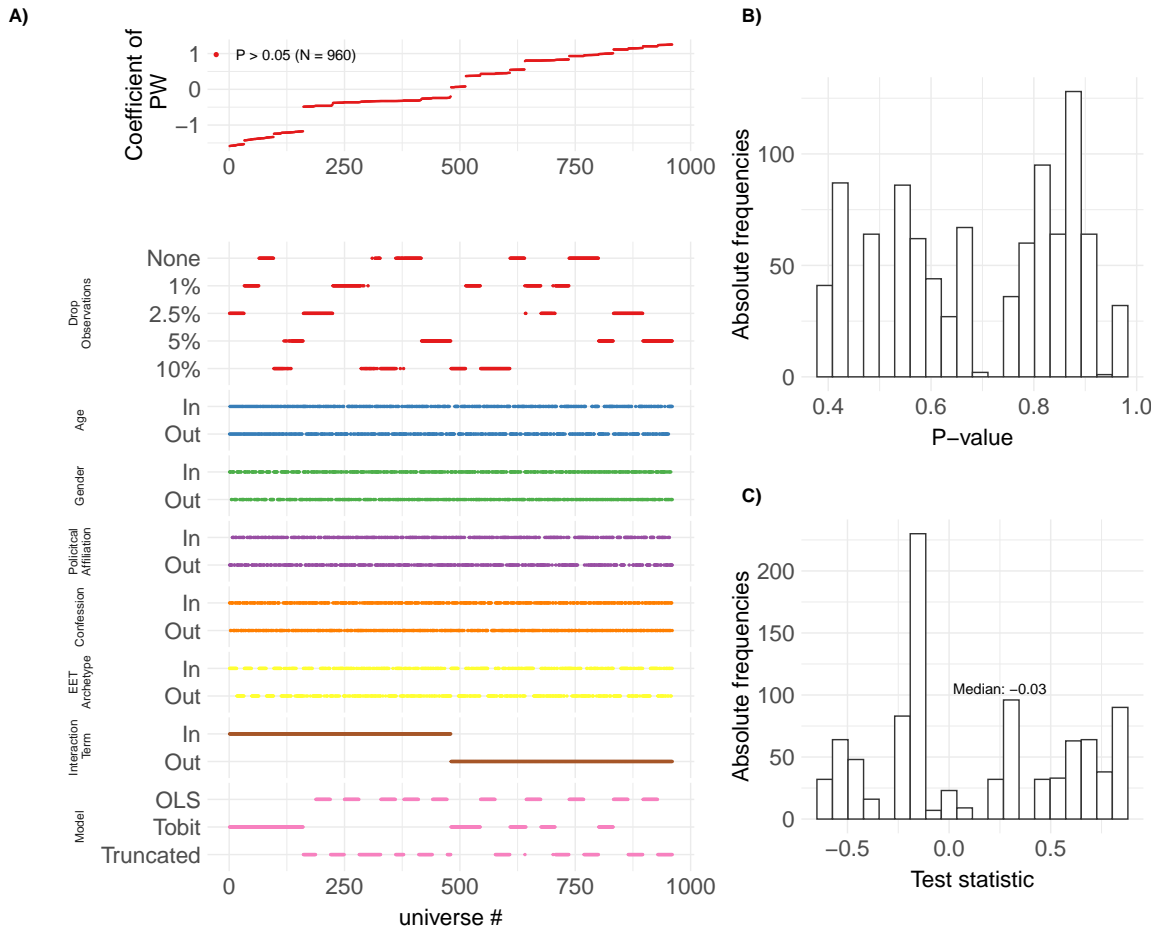 A)
Coefficient of
PW
1
0
−1
P > 0.05 (N = 960)
0
250
500
750
1000
Drop
Observations
None
1%
2.5%
5%
10%
Age
In
Out
Gender
In
Out
Policitcal
Affiliation
In
Out
Confession
In
Out
EET
Archetype
In
Out
Interaction
Term
In
Out
Model
OLS
Tobit
Truncated
0
250
500
750
1000
universe #
B)
Absolute frequencies
100
50
0
0.4
0.6
0.8
1.0
P−value
C)
Absolute frequencies
200
150
100
50
0
Median: −0.03
−0.5
0.0
0.5
Test statistic